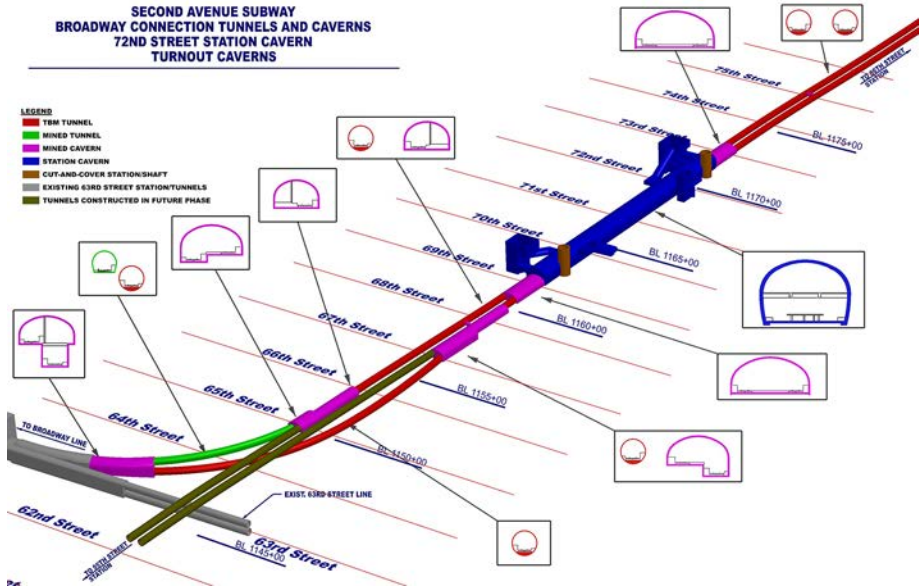 SECOND AVENUE SUBWAY
BROADWAY CONNECTION TUNNELS AND CAVERNS
72ND STREET STATION CAVERN
TURNOUT CAVERNS
LEGEND
TBM TUNNEL
MINED TUNNEL
MINED CAVERN
STATION CAVERN
CUT-AND-COVER STATION/SHAFT
EXISTING 63RD STREET STATION/TUNNELS
TUNNELS CONSTRUCTED IN FUTURE PHASE
STATION
75th Street
74th Street
73rd Street
72nd Street
71st Street
70th Street
69th Street
68th Street
67th Street
66th Street
65th Street
64th Street
63rd Street
62nd Street
BL 1175+00
BL 1170+00
BL 1165+00
BL 1160+00
BL 1155+00
BL 1150+00
BL 1145+00
TO BROADWAY LINE
EXIST. 63RD STREET LINE
TO 55TH STREET
STATION